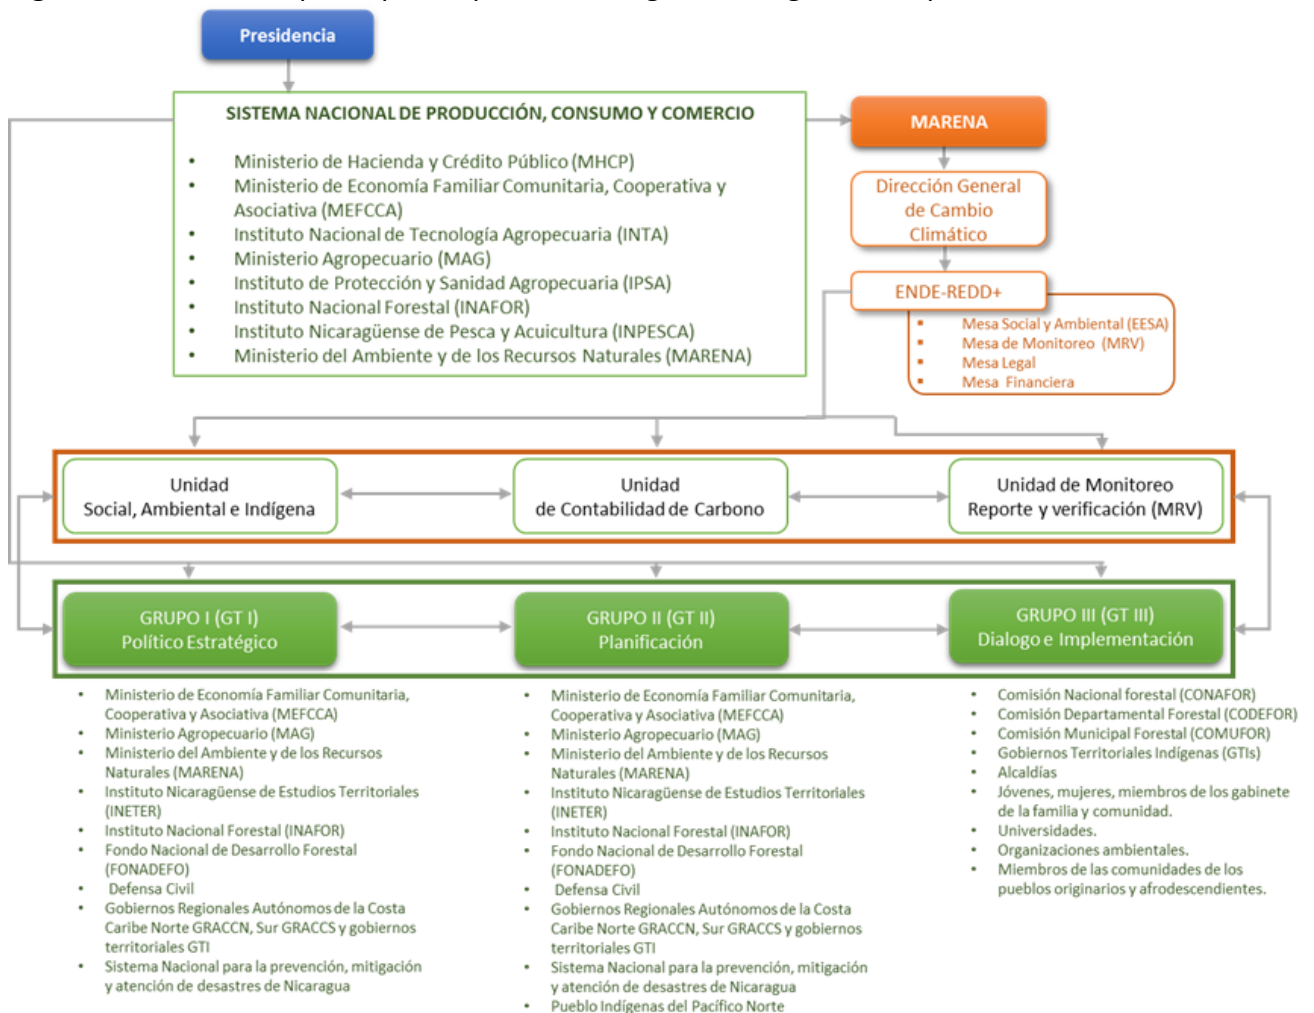 Presidencia
SISTEMA NACIONAL DE PRODUCCIÓN, CONSUMO Y COMERCIO
• Ministerio de Hacienda y Crédito Público (MHCP)
• Ministerio de Economía Familiar Comunitaria, Cooperativa y
Asociativa (MEFCCA)
• Instituto Nacional de Tecnología Agropecuaria (INTA)
• Ministerio Agropecuario (MAG)
• Instituto de Protección y Sanidad Agropecuaria (IPSA)
• Instituto Nacional Forestal (INAFOR)
• Instituto Nicaragüense de Pesca y Acuicultura (INPESCA)
• Ministerio del Ambiente y de los Recursos Naturales (MARENA)
MARENA
Dirección General
de Cambio
Climático
ENDE-REDD+
▪ Mesa Social y Ambiental (EESA)
▪ Mesa de Monitoreo (MRV)
▪ Mesa Legal
▪ Mesa Financiera
Unidad
Social, Ambiental e Indígena
Unidad
de Contabilidad de Carbono
Unidad de Monitoreo
Reporte y verificación (MRV)
GRUPO I (GT I)
Político Estratégico
GRUPO II (GT II)
Planificación
GRUPO III (GT III)
Dialogo e Implementación
• Ministerio de Economía Familiar Comunitaria,
Cooperativa y Asociativa (MEFCCA)
• Ministerio Agropecuario (MAG)
• Ministerio del Ambiente y de los Recursos
Naturales (MARENA)
• Instituto Nicaragüense de Estudios Territoriales
(INETER)
• Instituto Nacional Forestal (INAFOR)
• Fondo Nacional de Desarrollo Forestal
(FONADEFO)
• Defensa Civil
• Gobiernos Regionales Autónomos de la Costa
Caribe Norte GRACCN, Sur GRACCS y gobiernos
territoriales GTI
• Sistema Nacional para la prevención, mitigación
y atención de desastres de Nicaragua
• Ministerio de Economía Familiar Comunitaria,
Cooperativa y Asociativa (MEFCCA)
• Ministerio Agropecuario (MAG)
• Ministerio del Ambiente y de los Recursos
Naturales (MARENA)
• Instituto Nicaragüense de Estudios Territoriales
(INETER)
• Instituto Nacional Forestal (INAFOR)
• Fondo Nacional de Desarrollo Forestal
(FONADEFO)
• Defensa Civil
• Gobiernos Regionales Autónomos de la Costa
Caribe Norte GRACCN, Sur GRACCS y gobiernos
territoriales GTI
• Sistema Nacional para la prevención, mitigación
y atención de desastres de Nicaragua
• Pueblo Indígenas del Pacífico Norte
• Comisión Nacional forestal (CONAFOR)
• Comisión Departamental Forestal (CODEFOR)
• Comisión Municipal Forestal (COMUFOR)
• Gobiernos Territoriales Indígenas (GTIs)
• Alcaldías
• Jóvenes, mujeres, miembros de los gabinete
de la familia y comunidad.
• Universidades.
• Organizaciones ambientales.
• Miembros de las comunidades de los
pueblos originarios y afrodescendientes.